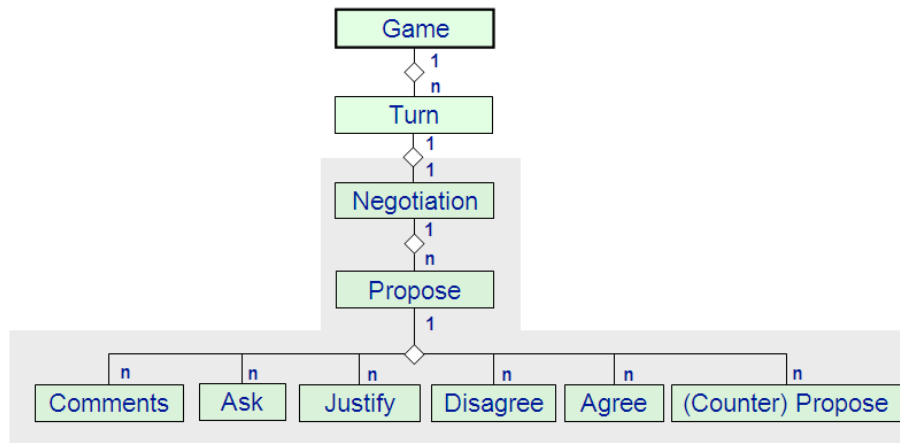 Game
1
n
Turn
1
1
Negotiation
1
n
Propose
1
n n n n n n
Comments Ask Justify Disagree Agree (Counter) Propose